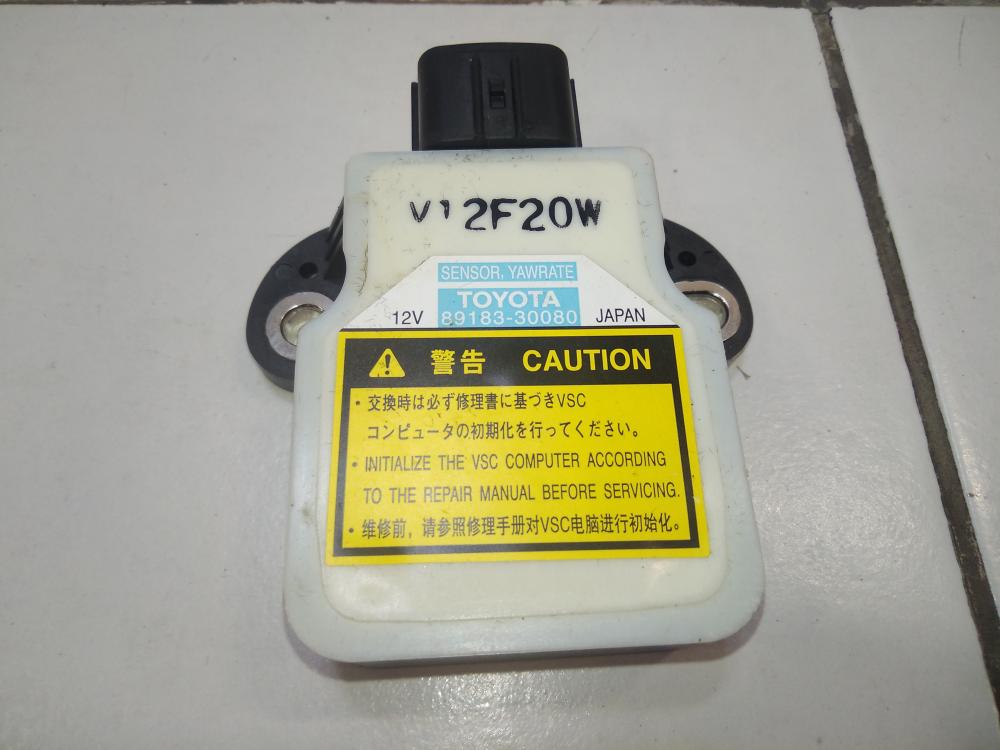 V12F20W
SENSOR, YAWRATE
TOYOTA
12V 89183-30080 JAPAN
警告 CAUTION
・交換時は必ず修理書に基づきVSC
コンピュータの初期化を行ってください。
・INITIALIZE THE VSC COMPUTER ACCORDING
TO THE REPAIR MANUAL BEFORE SERVICING.
・维修前，请参照修理手册对VSC电脑进行初始化。